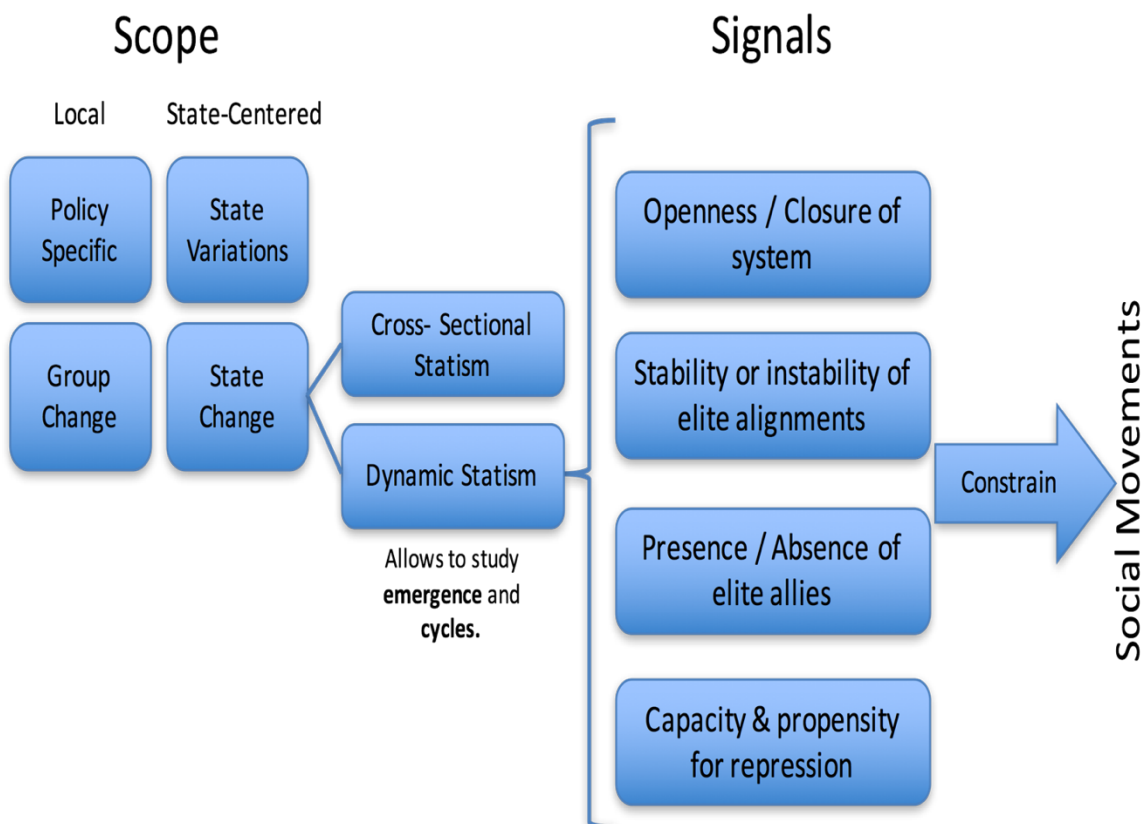 Scope
Signals
Local
State-Centered
Policy
Specific
State
Variations
Group
Change
State
Change
Cross- Sectional
Statism
Dynamic Statism
Allows to study
emergence and
cycles.
Openness / Closure of
system
Stability or instability of
elite alignments
Presence / Absence of
elite allies
Capacity & propensity
for repression
Constrain
Social Movements